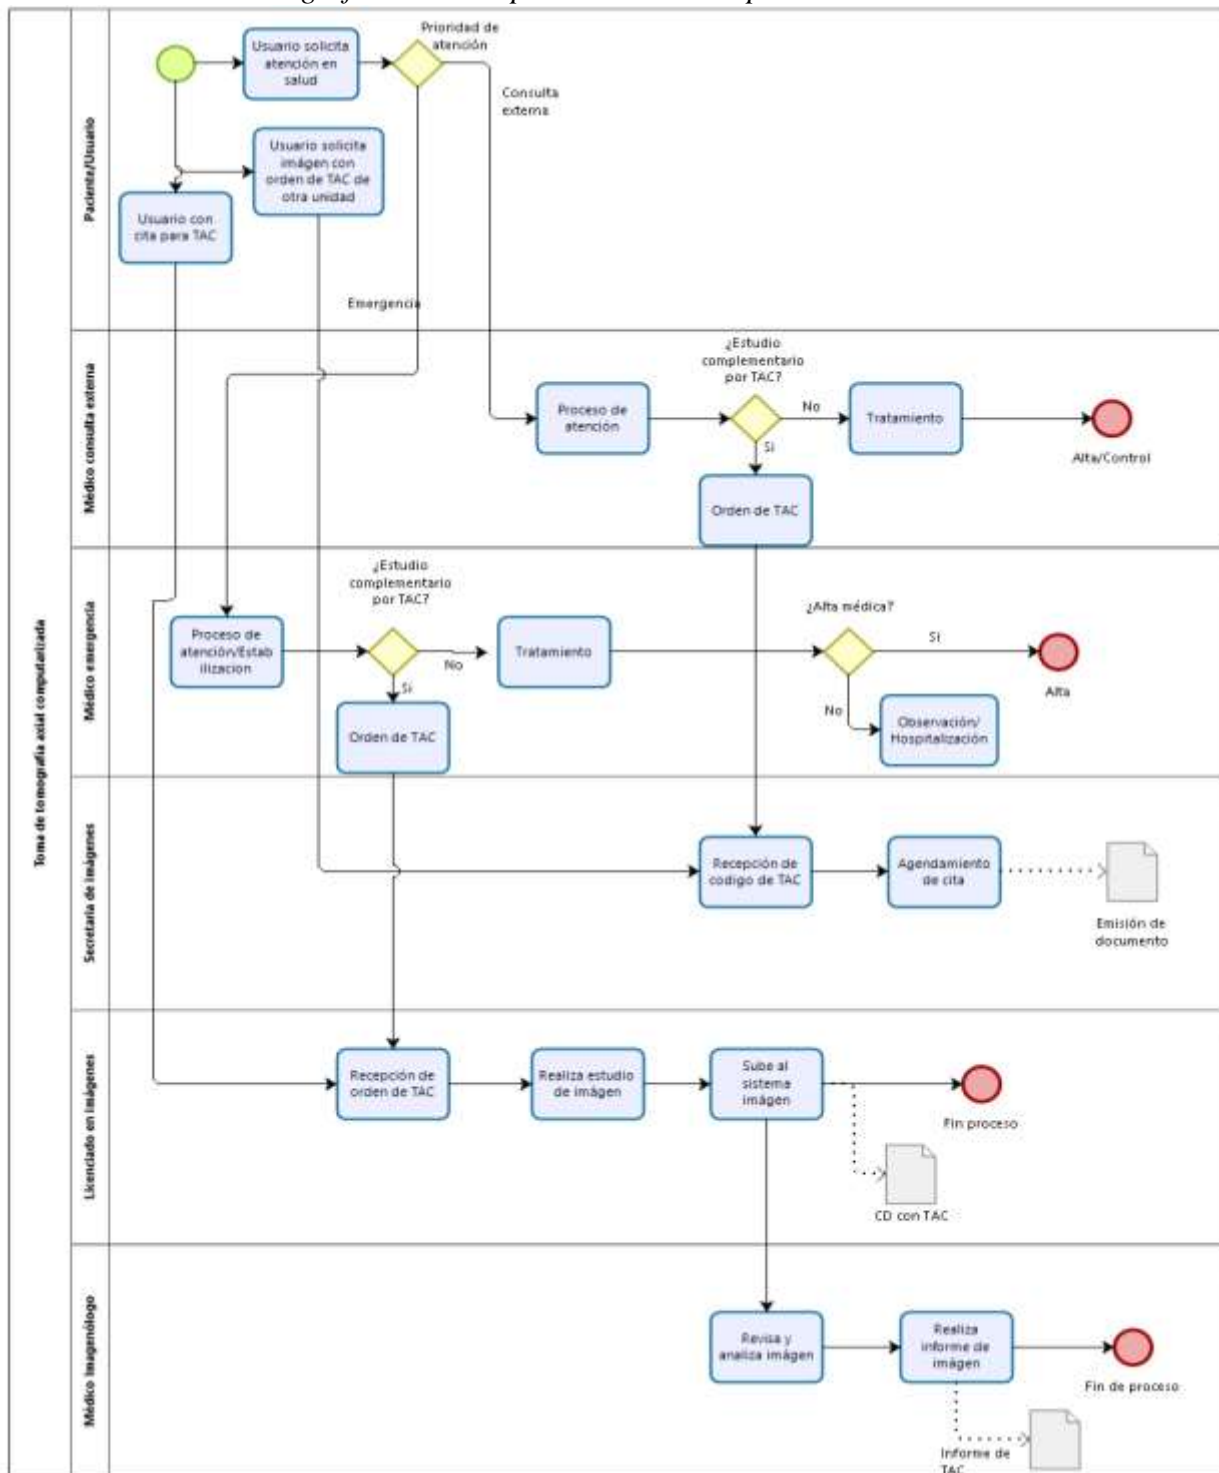 Toma de tomografía axial computarizada
Pacienta/Usuario
Usuario solicita
atención en
salud
Prioridad de
atención
Consulta
externa
Usuario solicita
imágen con
orden de TAC de
otra unidad
Usuario con
cita para TAC
Emergencia
Médico consulta externa
¿Estudio
complementario
por TAC?
Proceso de
atención
No
Tratamiento
Alta/Control
Si
Orden de TAC
Médico emergencia
¿Estudio
complementario
por TAC?
¿Alta médica?
Proceso de
atención/Estab
ilizacion
No
Tratamiento
Si
Alta
Si
Orden de TAC
No
Observación/
Hospitalización
Secretaria de imágenes
Recepción de
codigo de TAC
Agendamiento
de cita
Emisión de
documento
Licenciado en imágenes
Recepción de
orden de TAC
Realiza estudio
de imágen
Sube al
sistema
imágen
Fin proceso
CD con TAC
Médico imagenólogo
Revisa y
analiza imágen
Realiza
informe de
imágen
Fin de proceso
Informe de
TAC